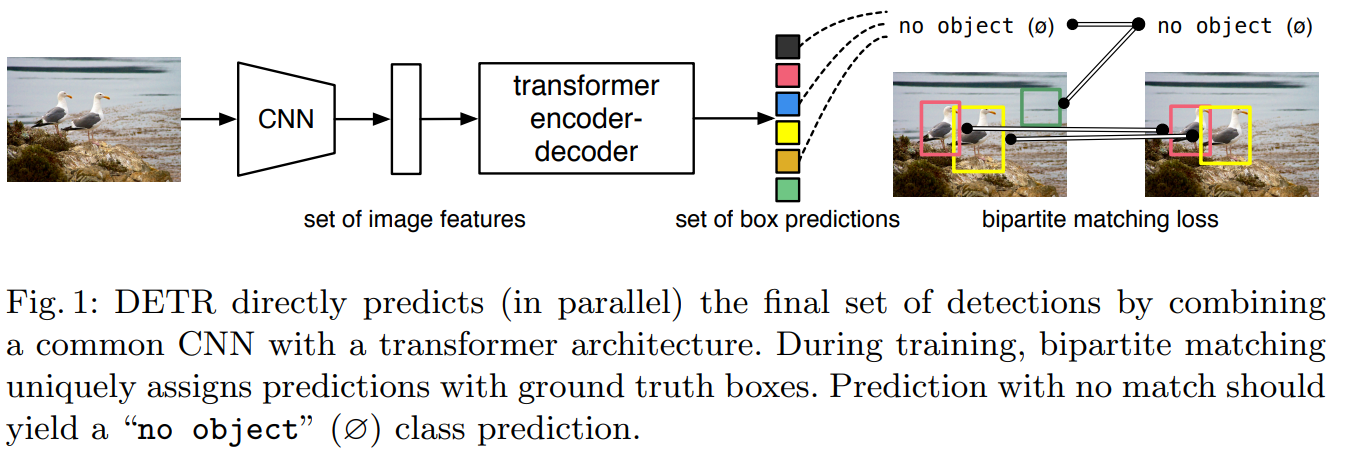 no object (ø)
no object (ø)
CNN
transformer
encoder-
decoder
set of image features
set of box predictions
bipartite matching loss
Fig. 1: DETR directly predicts (in parallel) the final set of detections by combining
a common CNN with a transformer architecture. During training, bipartite matching
uniquely assigns predictions with ground truth boxes. Prediction with no match should
yield a “no object” (∅) class prediction.